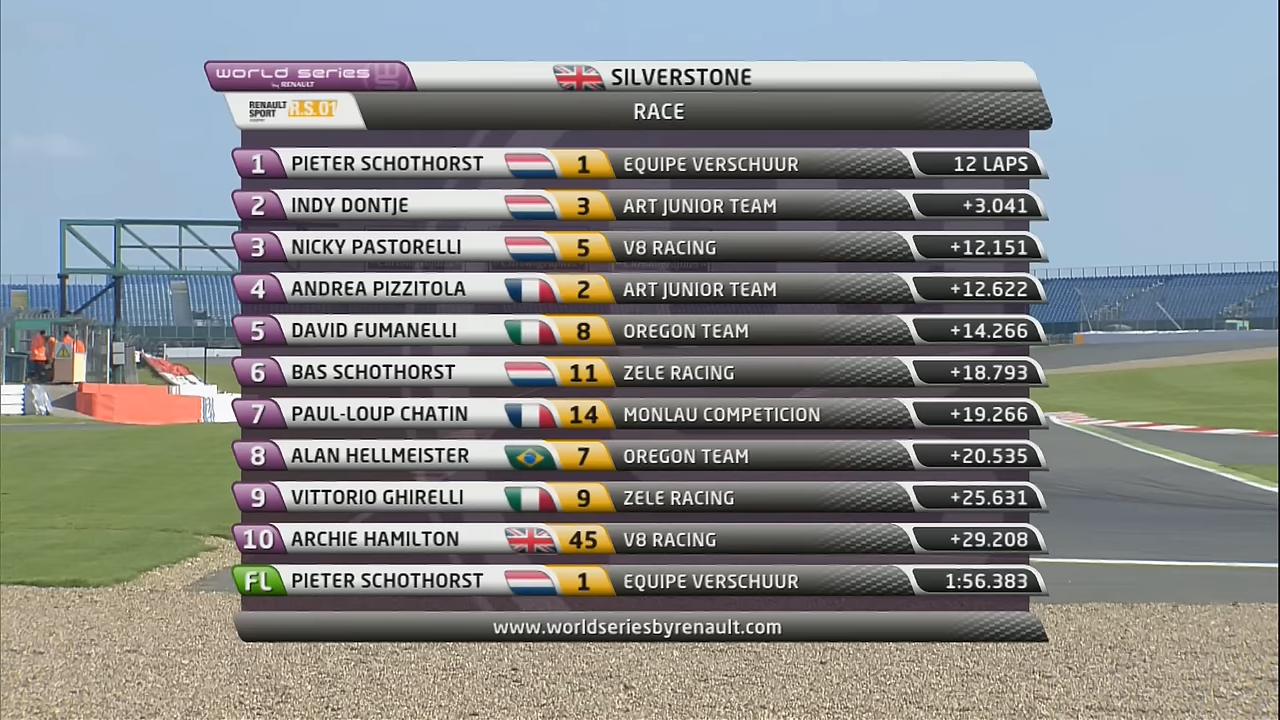 world series
by RENAULT
SILVERSTONE
RENAULT SPORT R.S.01
RACE
1 PIETER SCHOTHORST 1 EQUIPE VERSCHUUR 12 LAPS
2 INDY DONTJE 3 ART JUNIOR TEAM +3.041
3 NICKY PASTORELLI 5 V8 RACING +12.151
4 ANDREA PIZZITOLA 2 ART JUNIOR TEAM +12.622
5 DAVID FUMANELLI 8 OREGON TEAM +14.266
6 BAS SCHOTHORST 11 ZELE RACING +18.793
7 PAUL-LOUP CHATIN 14 MONLAU COMPETICION +19.266
8 ALAN HELLMEISTER 7 OREGON TEAM +20.535
9 VITTORIO GHIRELLI 9 ZELE RACING +25.631
10 ARCHIE HAMILTON 45 V8 RACING +29.208
FL PIETER SCHOTHORST 1 EQUIPE VERSCHUUR 1:56.383
www.worldseriesbyrenault.com